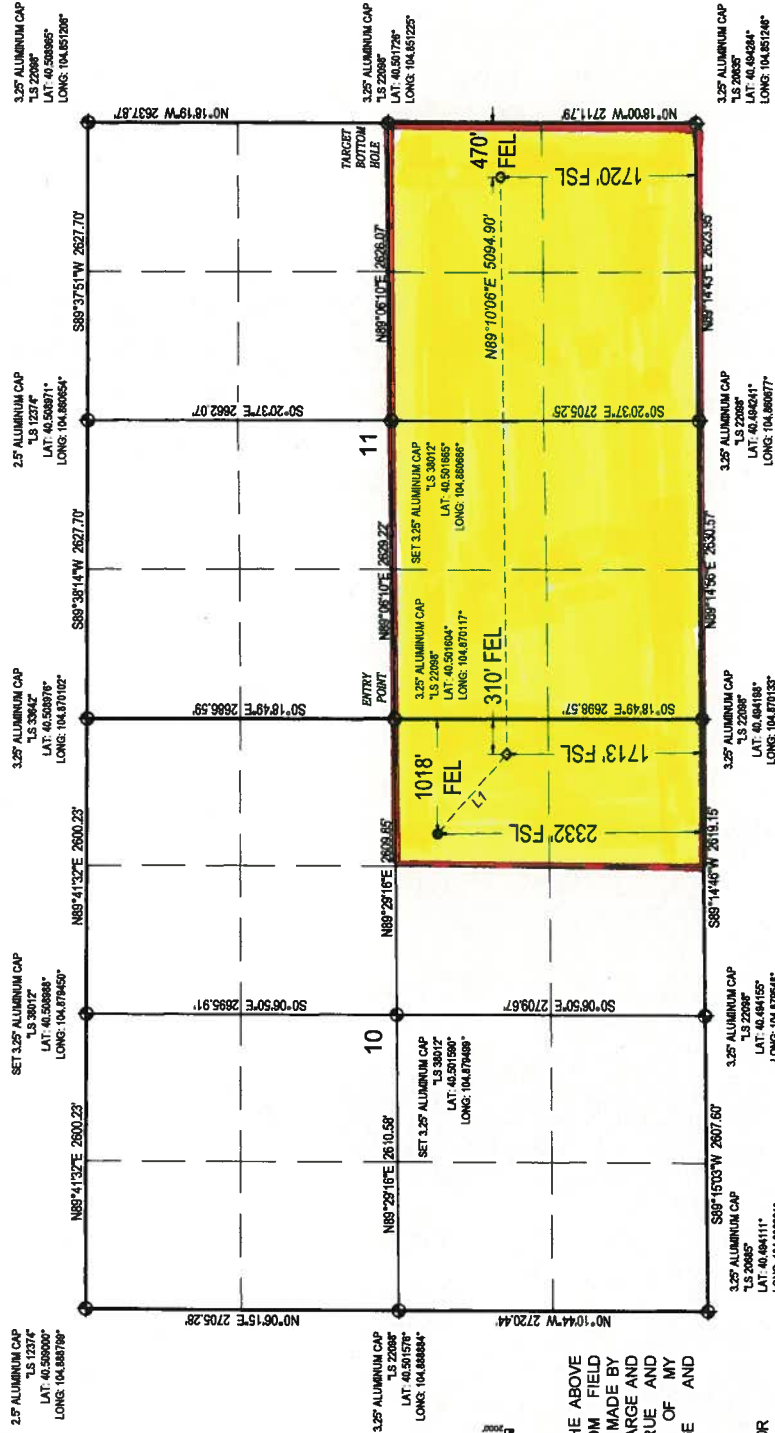 2.5" ALUMINUM CAP
"LS 12374"
LAT: 40.509000°
LONG: 104.888799°
SET 3.25" ALUMINUM CAP
"LS 38012"
LAT: 40.508988°
LONG: 104.879450°
3.25" ALUMINUM CAP
"LS 33642"
LAT: 40.508976°
LONG: 104.870102°
2.5" ALUMINUM CAP
"LS 12374"
LAT: 40.508971°
LONG: 104.860654°
3.25" ALUMINUM CAP
"LS 22098"
LAT: 40.508965°
LONG: 104.851206°
N89°41'32"E 2600.23'
N89°41'32"E 2600.23'
S89°38'14"W 2627.70'
S89°37'51"W 2627.70'
N0°06'15"E 2705.28'
S0°06'50"E 2695.91'
S0°18'49"E 2686.59'
S0°20'37"E 2662.07'
N0°18'19"W 2637.87'
3.25" ALUMINUM CAP
"LS 22098"
LAT: 40.501576°
LONG: 104.888884°
N89°29'16"E 2610.58'
10
N89°29'16"E 2609.85'
ENTRY
POINT
N89°06'10"E 2629.22'
11
N89°06'10"E 2626.07'
TARGET
BOTTOM
HOLE
3.25" ALUMINUM CAP
"LS 22098"
LAT: 40.501726°
LONG: 104.851225°
SET 3.25" ALUMINUM CAP
"LS 38012"
LAT: 40.501590°
LONG: 104.879499°
3.25" ALUMINUM CAP
"LS 22098"
LAT: 40.501604°
LONG: 104.870117°
SET 3.25" ALUMINUM CAP
"LS 38012"
LAT: 40.501665°
LONG: 104.860666°
1018'
FEL
L1
310' FEL
N89°10'06"E 5094.90'
470'
FEL
2332' FSL
1713' FSL
1720' FSL
N0°10'44"W 2720.44'
S0°06'50"E 2709.67'
S0°18'49"E 2698.57'
S0°20'37"E 2705.25'
N0°18'00"W 2711.79'
S89°15'03"W 2607.60'
S89°14'46"W 2619.15'
N89°14'56"E 2630.57'
N89°14'43"E 2623.95'
3.25" ALUMINUM CAP
"LS 20685"
LAT: 40.494111°
3.25" ALUMINUM CAP
"LS 22098"
LAT: 40.494155°
LONG: 104.879548°
3.25" ALUMINUM CAP
"LS 22098"
LAT: 40.494198°
LONG: 104.870133°
3.25" ALUMINUM CAP
"LS 22098"
LAT: 40.494241°
LONG: 104.860677°
3.25" ALUMINUM CAP
"LS 20635"
LAT: 40.494284°
LONG: 104.851246°
HE ABOVE
OM FIELD
MADE BY
ARGE AND
RUE AND
OF MY
GE AND
OR
2000'